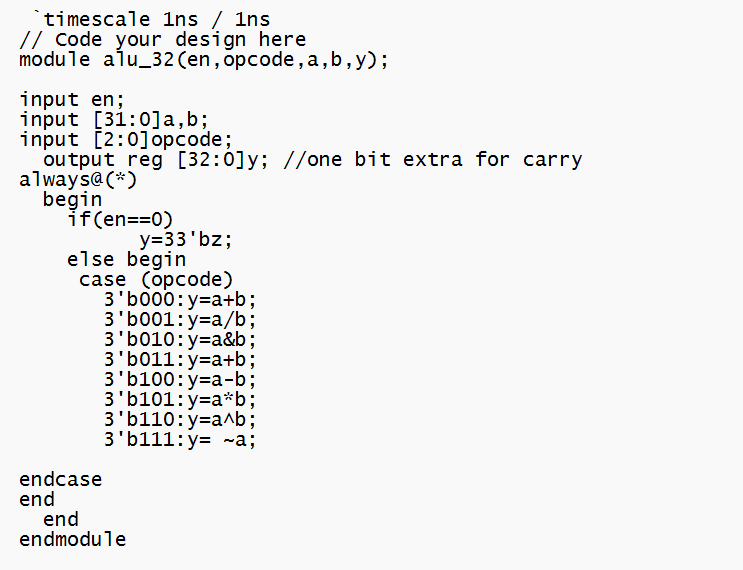 `timescale 1ns / 1ns
// Code your design here
module alu_32(en,opcode,a,b,y);
input en;
input [31:0]a,b;
input [2:0]opcode;
output reg [32:0]y; //one bit extra for carry
always@(*)
begin
if(en==0)
y=33'bz;
else begin
case (opcode)
3'b000:y=a+b;
3'b001:y=a/b;
3'b010:y=a&b;
3'b011:y=a+b;
3'b100:y=a-b;
3'b101:y=a*b;
3'b110:y=a^b;
3'b111:y= ~a;
endcase
end
end
endmodule